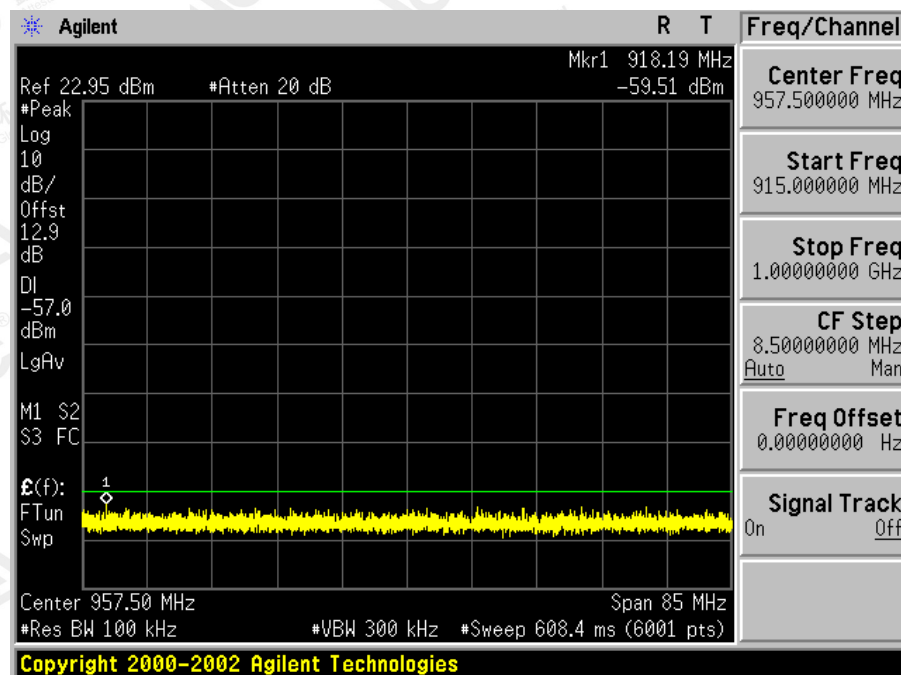 Agilent R T
Mkr1 918.19 MHz
Ref 22.95 dBm #Atten 20 dB -59.51 dBm
#Peak
Log
10
dB/
Offst
12.9
dB
DI
-57.0
dBm
LgAv
M1 S2
S3 FC
£(f):
FTun
Swp
1
Center 957.50 MHz Span 85 MHz
#Res BW 100 kHz #VBW 300 kHz #Sweep 608.4 ms (6001 pts)
Copyright 2000-2002 Agilent Technologies
Freq/Channel
Center Freq
957.500000 MHz
Start Freq
915.000000 MHz
Stop Freq
1.00000000 GHz
CF Step
8.50000000 MHz
Auto Man
Freq Offset
0.00000000 Hz
Signal Track
On Off